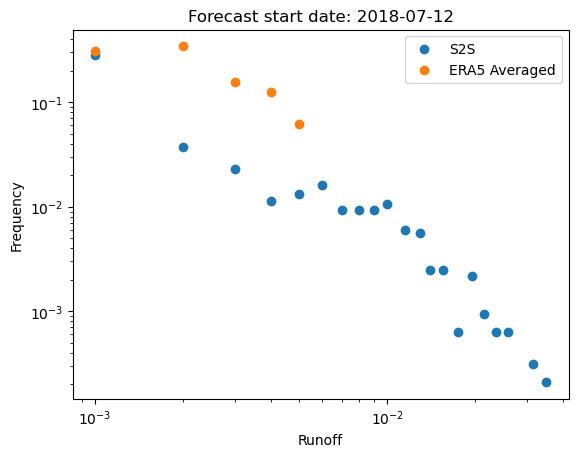 Forecast start date: 2018-07-12
S2S
ERA5 Averaged
Frequency
10⁻¹
10⁻²
10⁻³
10⁻³
10⁻²
Runoff